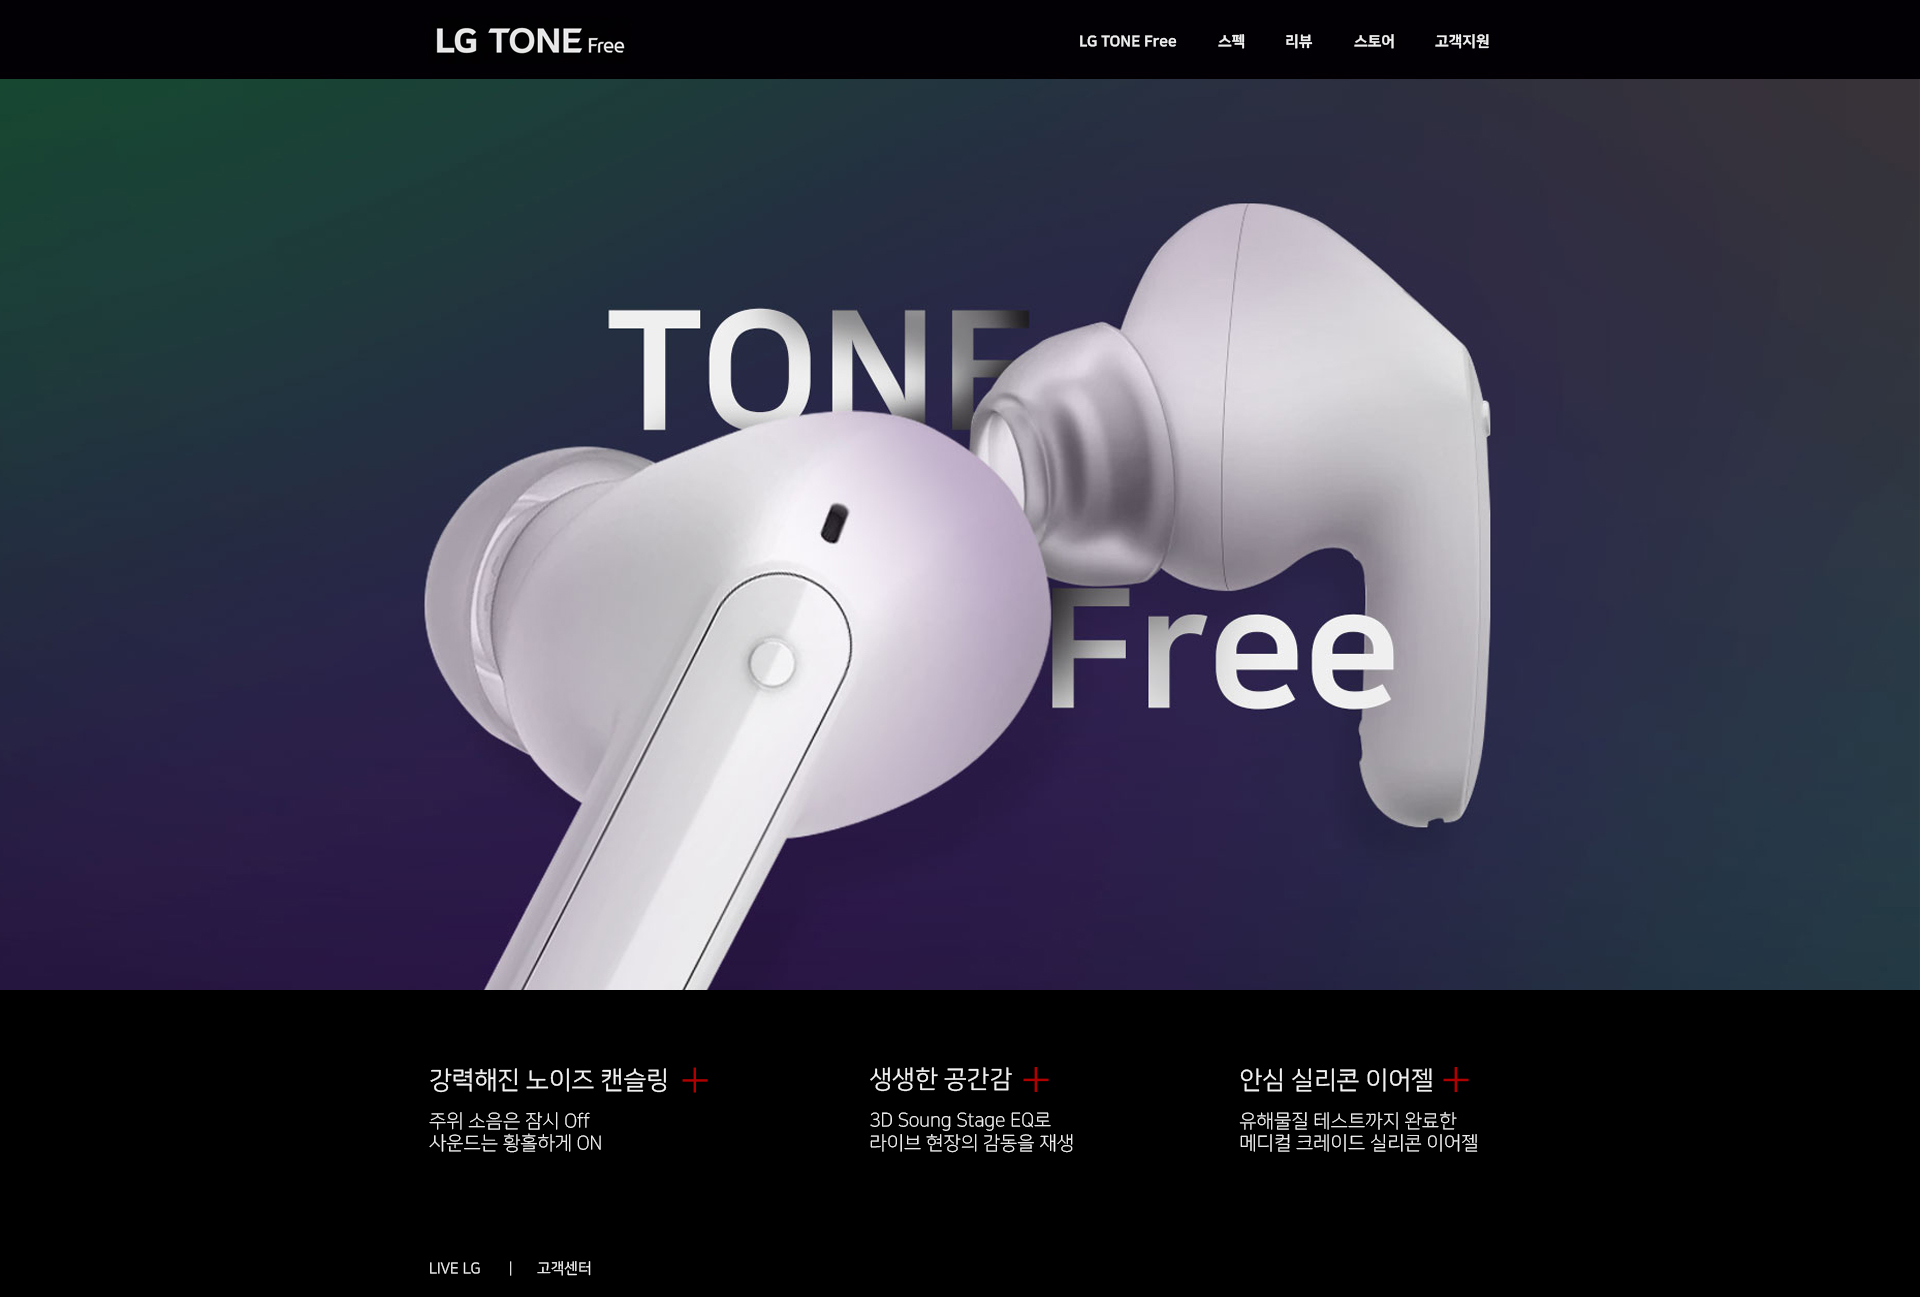 LG TONE Free
LG TONE Free 스펙 리뷰 스토어 고객지원
TONE
Free
강력해진 노이즈 캔슬링 +
주위 소음은 잠시 Off
사운드는 황홀하게 ON
생생한 공간감 +
3D Soung Stage EQ로
라이브 현장의 감동을 재생
안심 실리콘 이어젤 +
유해물질 테스트까지 완료한
메디컬 크레이드 실리콘 이어젤
LIVE LG | 고객센터